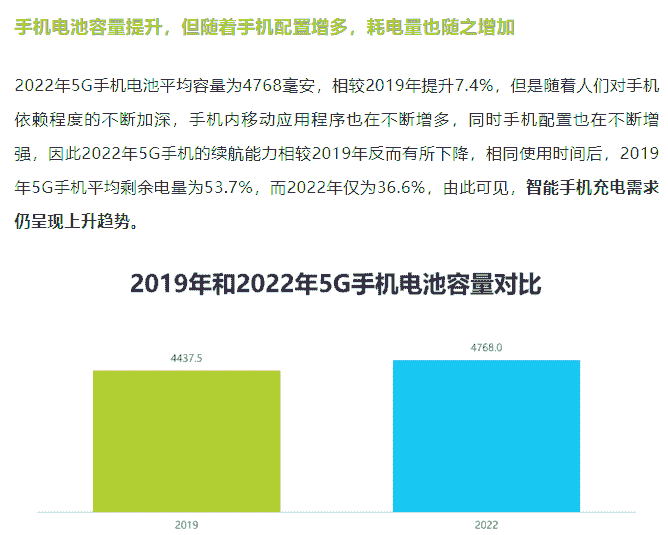 手机电池容量提升，但随着手机配置增多，耗电量也随之增加
2022年5G手机电池平均容量为4768毫安，相较2019年提升7.4%，但是随着人们对手机
依赖程度的不断加深，手机内移动应用程序也在不断增多，同时手机配置也在不断增
强，因此2022年5G手机的续航能力相较2019年反而有所下降，相同使用时间后，2019
年5G手机平均剩余电量为53.7%，而2022年仅为36.6%，由此可见，智能手机充电需求
仍呈现上升趋势。
2019年和2022年5G手机电池容量对比
4437.5
4768.0
2019
2022